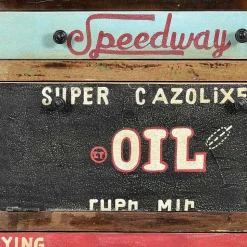 Speedway
SUPER CAZOLIXE
ET OIL
YING